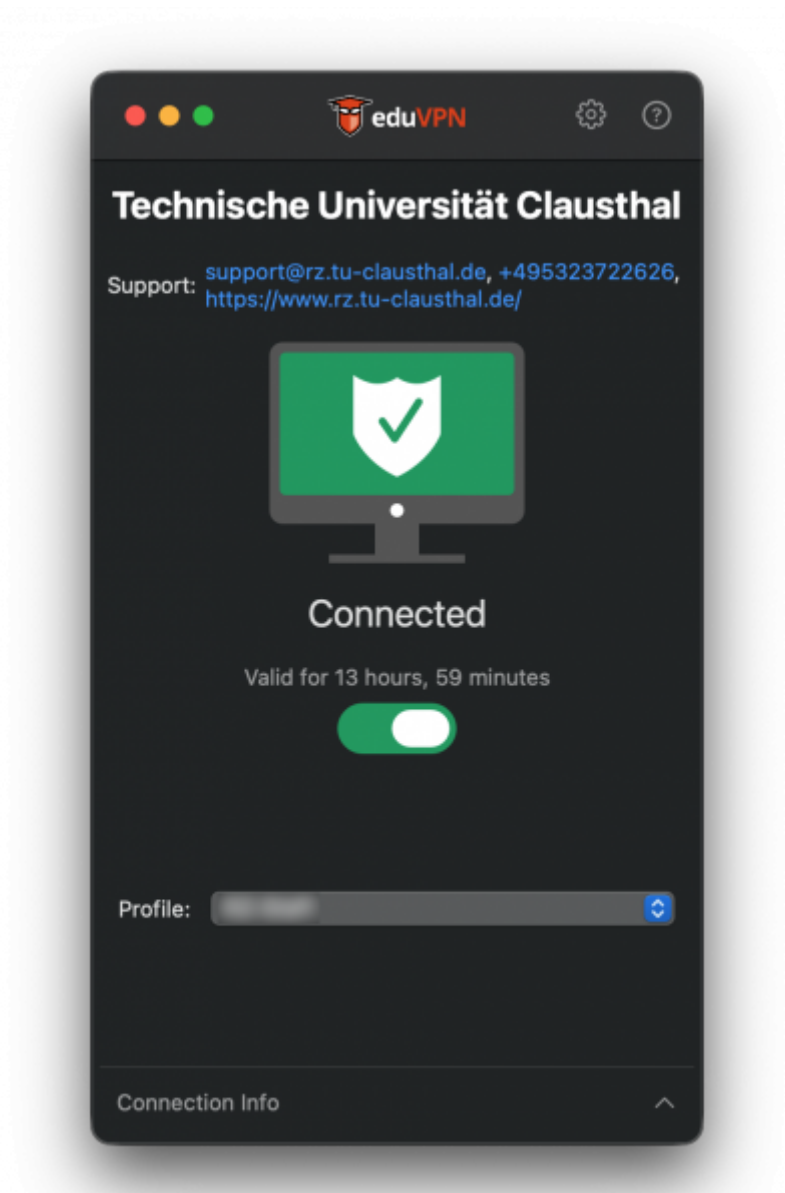 eduVPN
Technische Universität Clausthal
Support: support@rz.tu-clausthal.de, +495323722626,
https://www.rz.tu-clausthal.de/
Connected
Valid for 13 hours, 59 minutes
Profile:
Connection Info